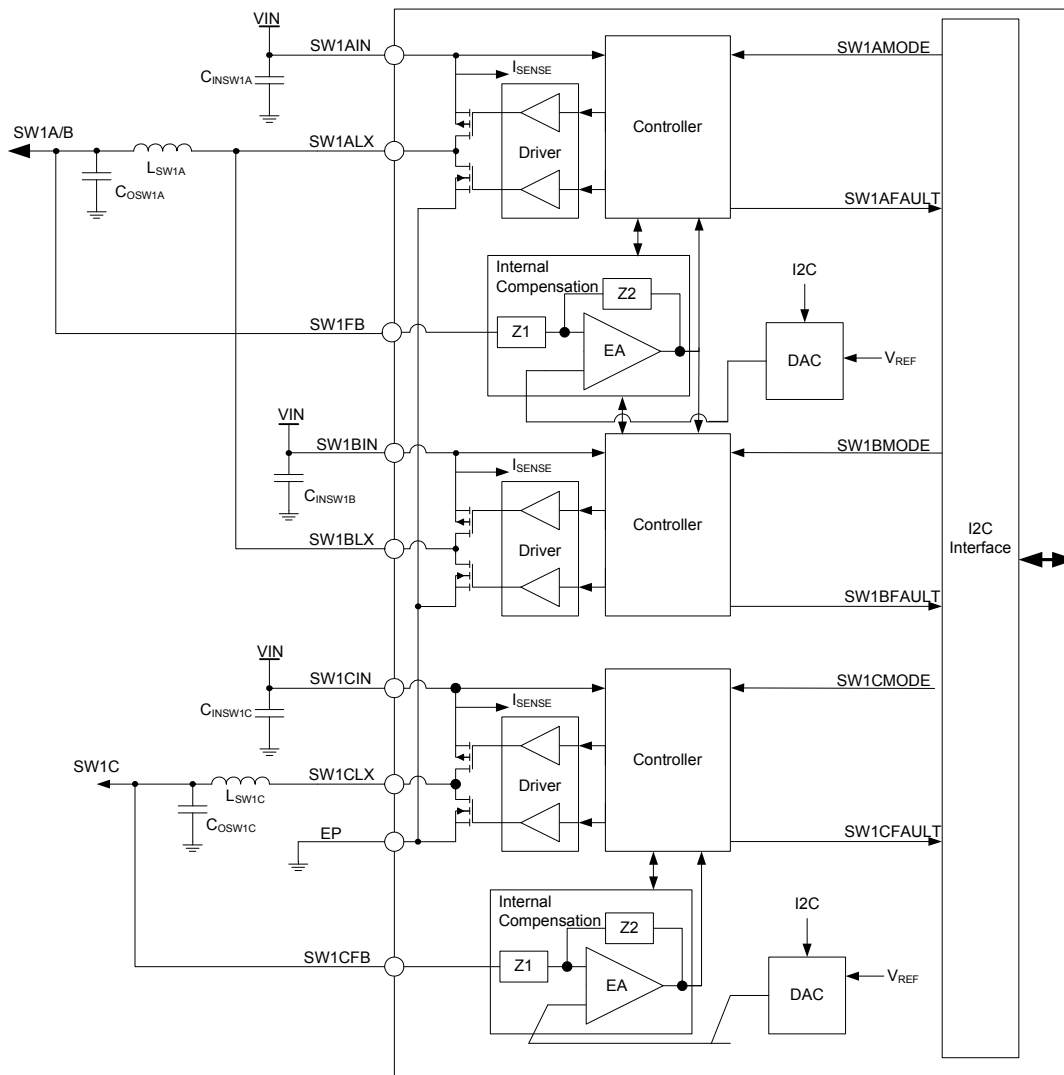 VIN
SW1AIN
CINSW1A
ISENSE
Controller
SW1AMODE
SW1A/B
LSW1A
COSW1A
SW1ALX
Driver
SW1AFAULT
Internal
Compensation
Z2
Z1
EA
SW1FB
I2C
DAC
VREF
VIN
SW1BIN
CINSW1B
ISENSE
Controller
SW1BMODE
SW1BLX
Driver
SW1BFAULT
I2C
Interface
VIN
SW1CIN
CINSW1C
ISENSE
Controller
SW1CMODE
SW1C
LSW1C
COSW1C
SW1CLX
Driver
EP
SW1CFAULT
Internal
Compensation
Z2
Z1
EA
SW1CFB
I2C
DAC
VREF